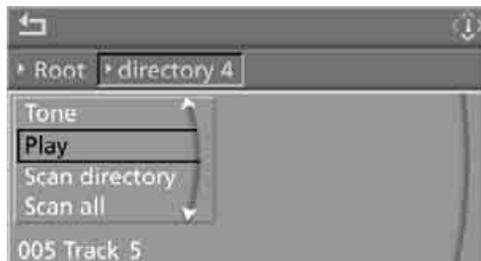 Root directory 4
Tone
Play
Scan directory
Scan all
005 Track 5